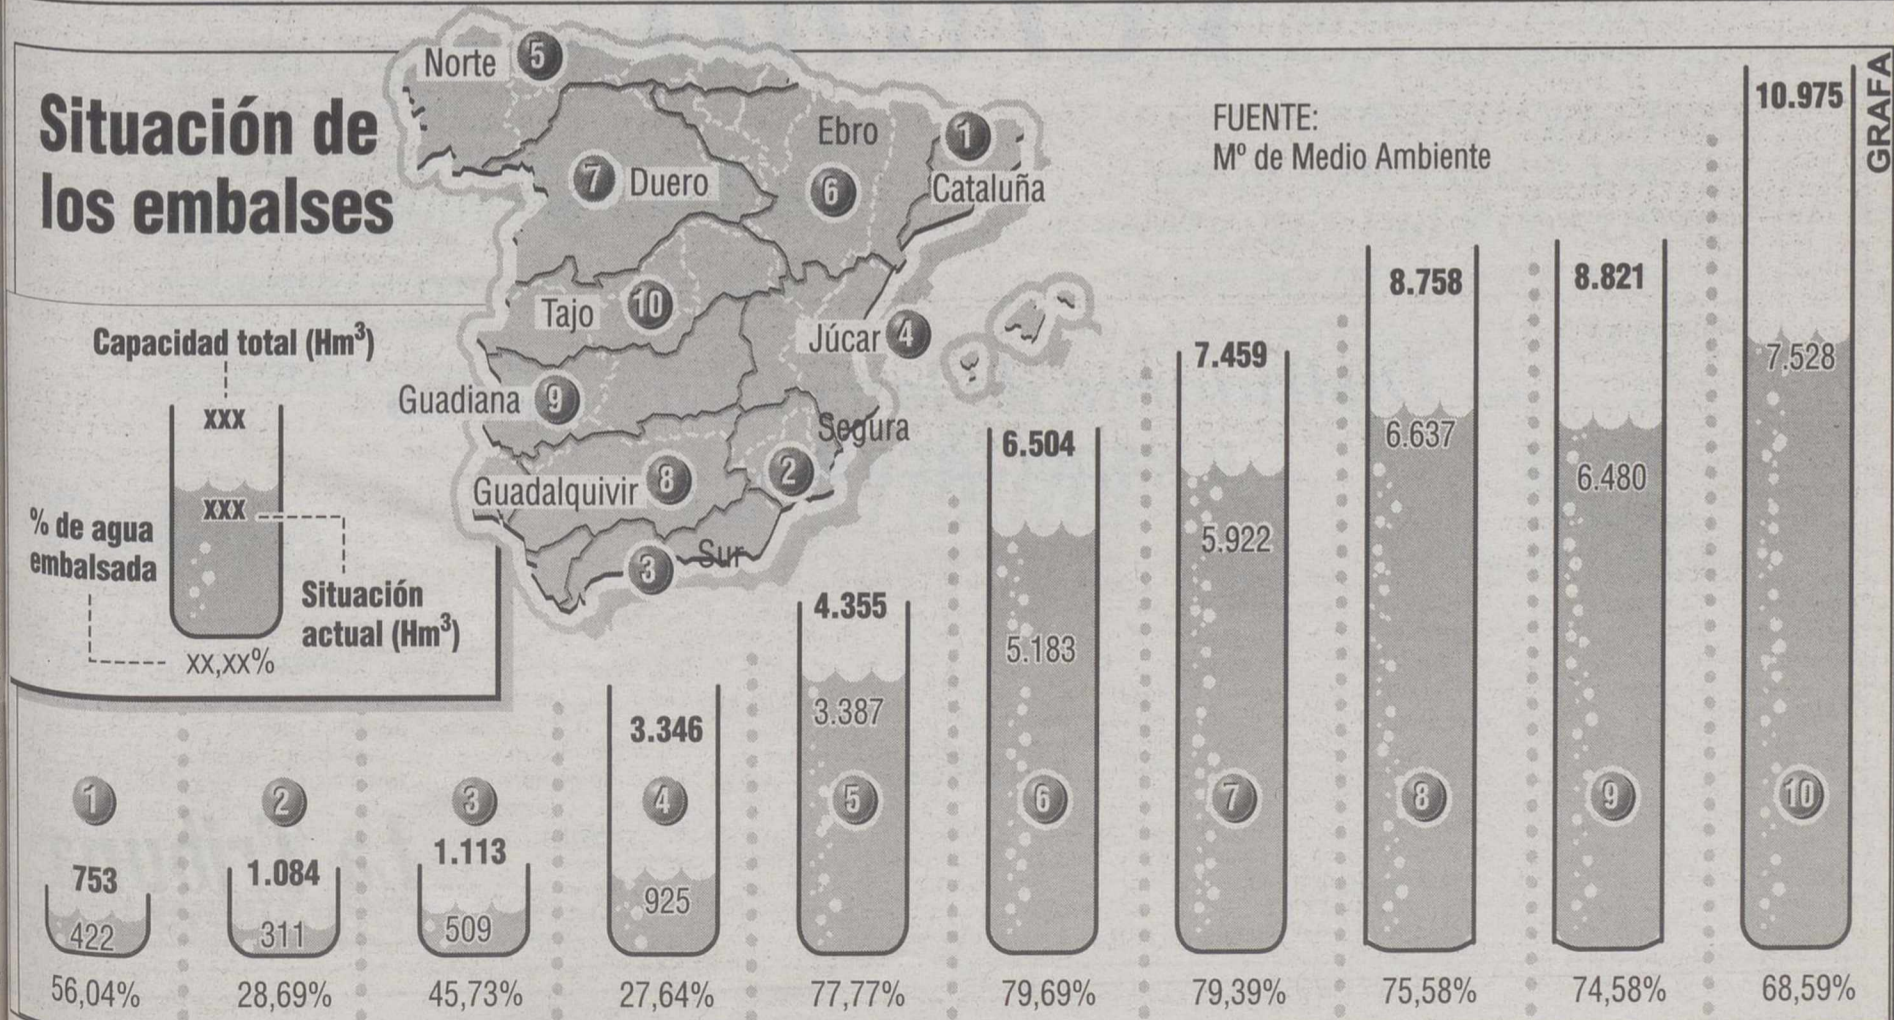 Situación de
los embalses
Norte 5
Ebro
1
Cataluña
7 Duero
6
Tajo 10
Júcar 4
Guadiana 9
Segura
2
Guadalquivir 8
3 Sur
FUENTE:
Mº de Medio Ambiente
GRAFA
Capacidad total (Hm³)
xxx
xxx
% de agua
embalsada
Situación
actual (Hm³)
xx,xx%
1
753
422
56,04%
2
1.084
311
28,69%
3
1.113
509
45,73%
3.346
4
925
27,64%
4.355
3.387
5
77,77%
6.504
5.183
6
79,69%
7.459
5.922
7
79,39%
8.758
6.637
8
75,58%
8.821
6.480
9
74,58%
10.975
7.528
10
68,59%